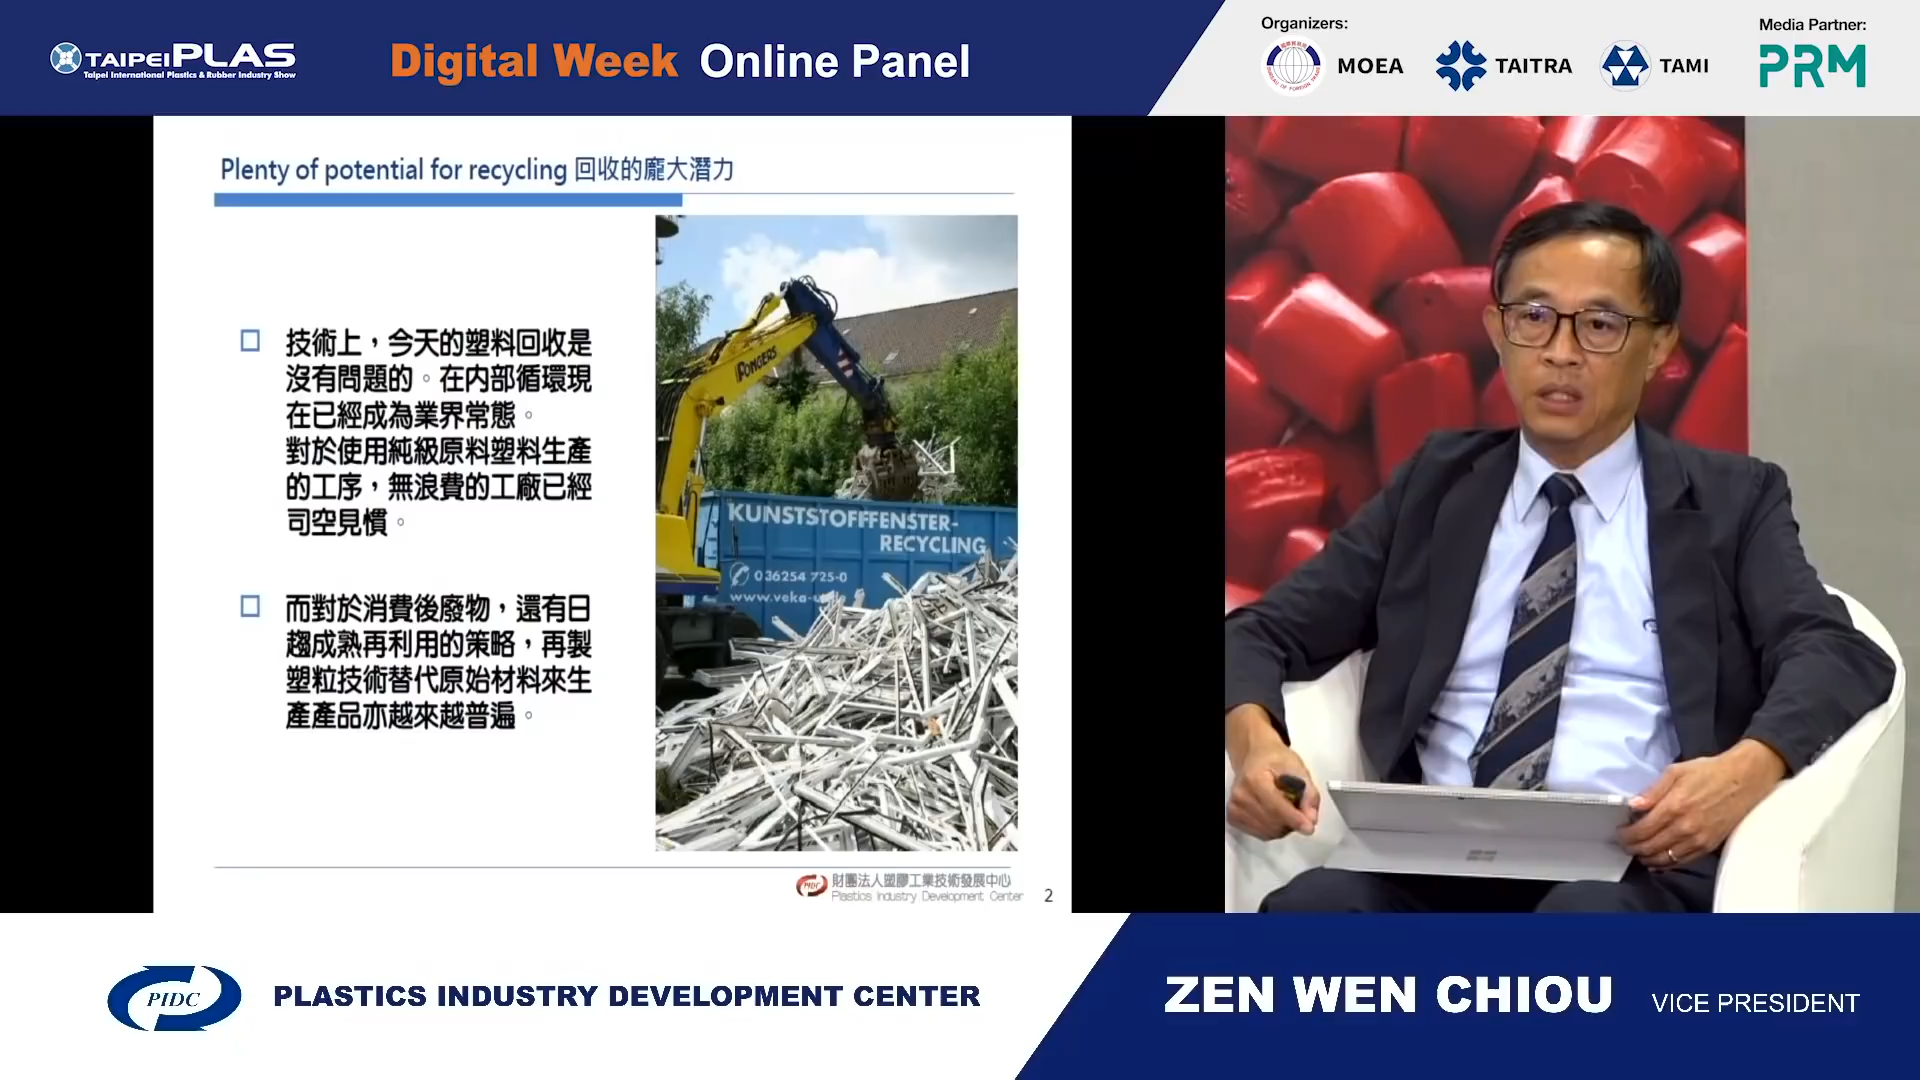 TAIPEIPLAS
Taipei International Plastics & Rubber Industry Show
Digital Week Online Panel
Organizers:
MOEA
TAITRA
TAMI
Media Partner:
PRM
Plenty of potential for recycling 回收的龐大潛力
技術上，今天的塑料回收是
沒有問題的。在内部循環現
在已經成為業界常態。
對於使用純級原料塑料生產
的工序，無浪費的工廠已經
司空見慣。
而對於消費後廢物，還有日
趨成熟再利用的策略，再製
塑粒技術替代原始材料來生
產產品亦越來越普遍。
PONGERS
KUNSTSTOFFFENSTER-
RECYCLING
036254 725-0
www.veka-u
PIDC
財團法人塑膠工業技術發展中心
Plastics Industry Development Center
2
PIDC
PLASTICS INDUSTRY DEVELOPMENT CENTER
ZEN WEN CHIOU
VICE PRESIDENT